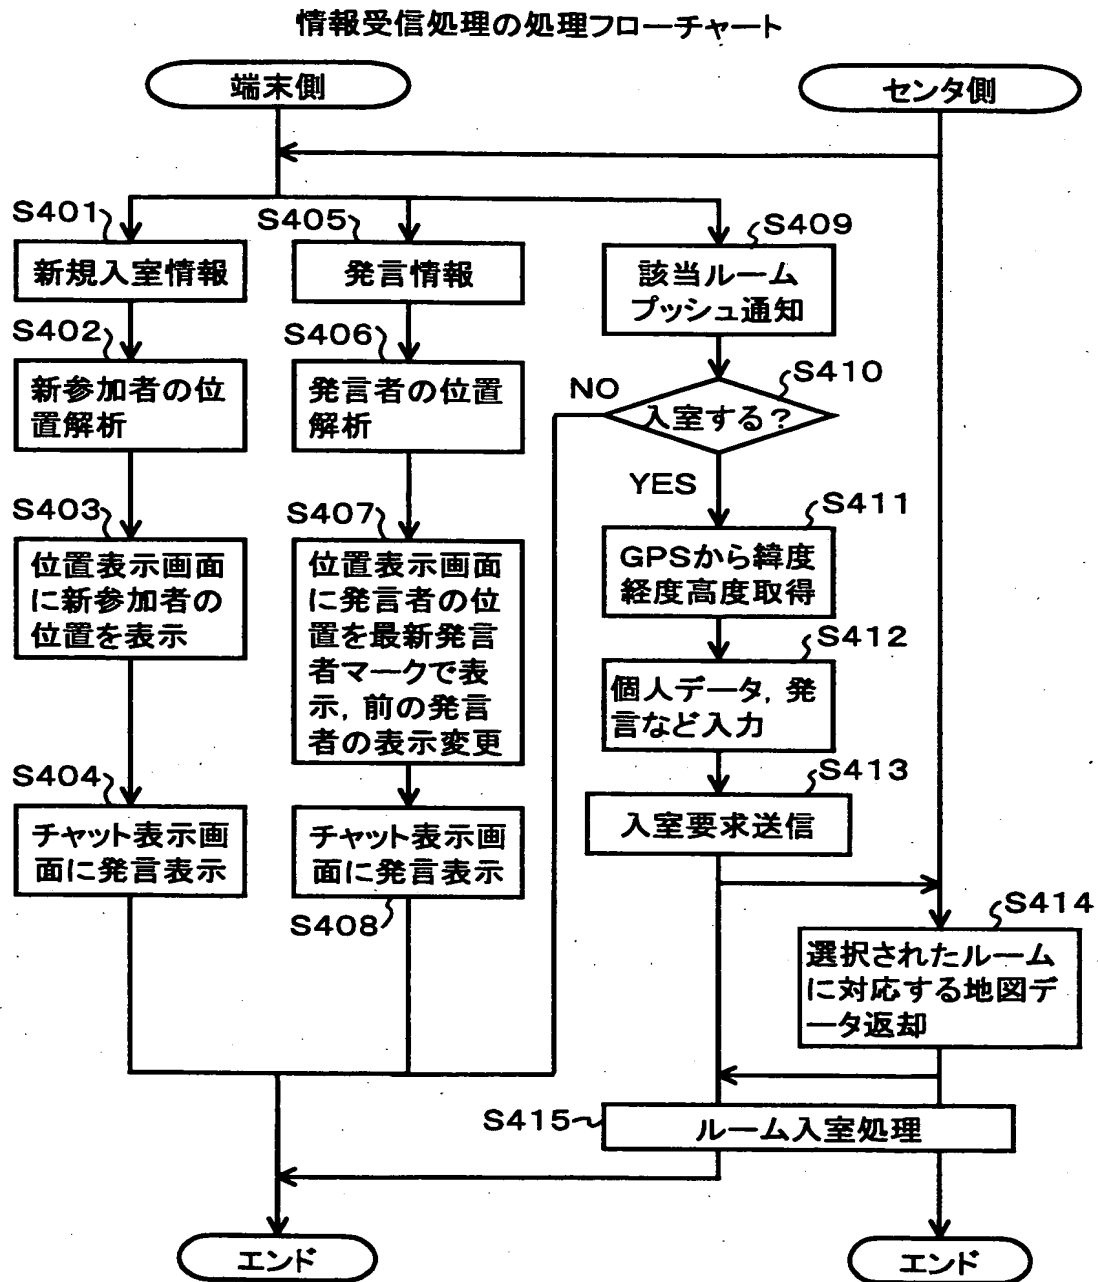 情報受信処理の処理フローチャート
端末側
センタ側
S401
新規入室情報
S402
新参加者の位
置解析
S403
位置表示画面
に新参加者の
位置を表示
S404
チャット表示画
面に発言表示
S405
発言情報
S406
発言者の位置
解析
S407
位置表示画面
に発言者の位
置を最新発言
者マークで表
示, 前の発言
者の表示変更
チャット表示画
面に発言表示
S408
S409
該当ルーム
プッシュ通知
S410
入室する?
NO
YES
S411
GPSから緯度
経度高度取得
S412
個人データ, 発
言など入力
S413
入室要求送信
S414
選択されたルーム
に対応する地図デ
ータ返却
S415
ルーム入室処理
エンド
エンド